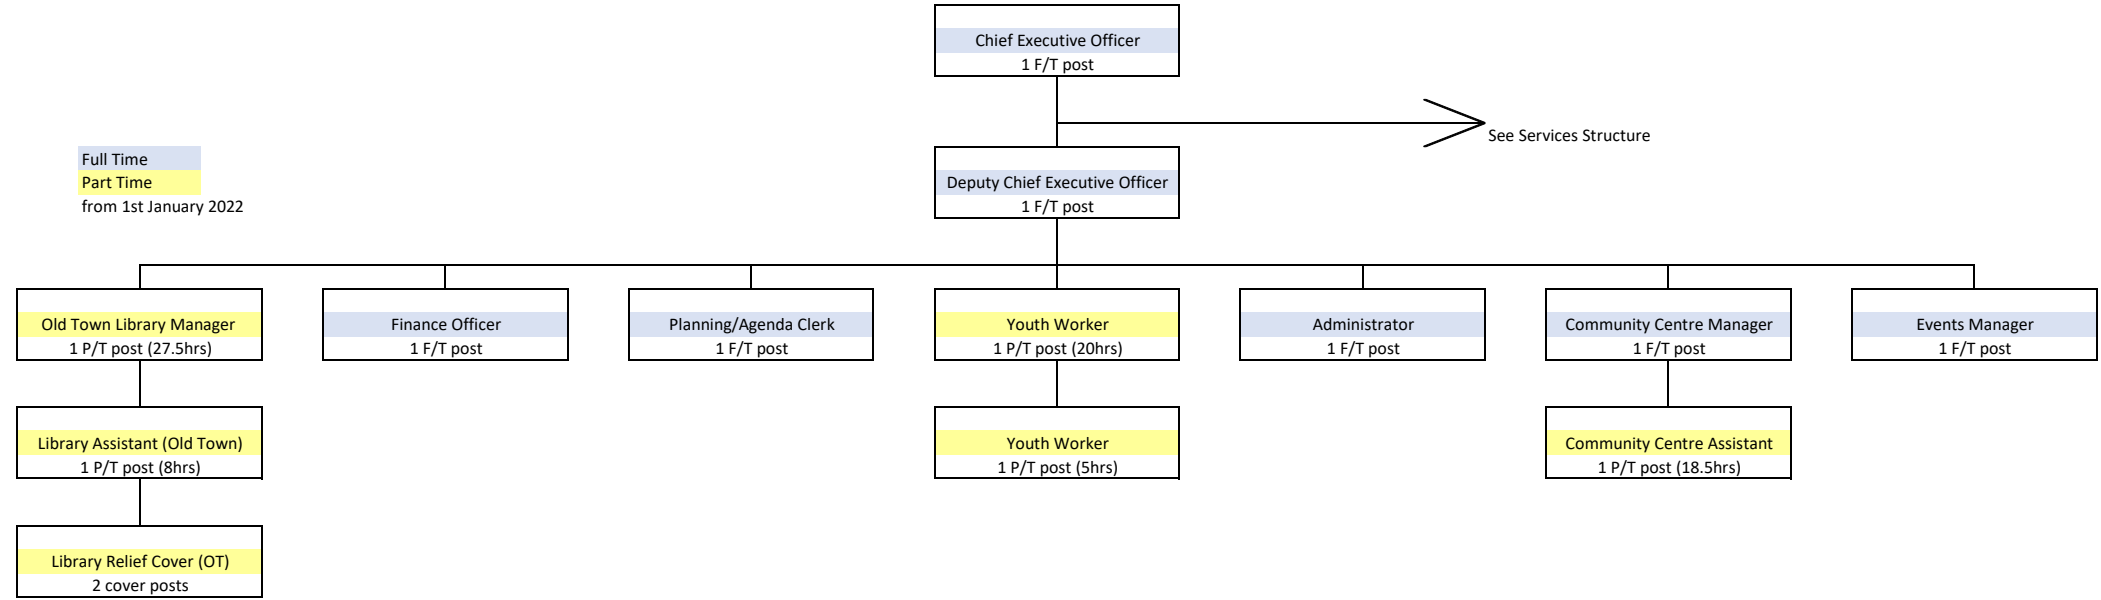 Chief Executive Officer
1 F/T post
See Services Structure
Full Time
Part Time
from 1st January 2022
Deputy Chief Executive Officer
1 F/T post
Old Town Library Manager
1 P/T post (27.5hrs)
Finance Officer
1 F/T post
Planning/Agenda Clerk
1 F/T post
Youth Worker
1 P/T post (20hrs)
Administrator
1 F/T post
Community Centre Manager
1 F/T post
Events Manager
1 F/T post
Library Assistant (Old Town)
1 P/T post (8hrs)
Youth Worker
1 P/T post (5hrs)
Community Centre Assistant
1 P/T post (18.5hrs)
Library Relief Cover (OT)
2 cover posts